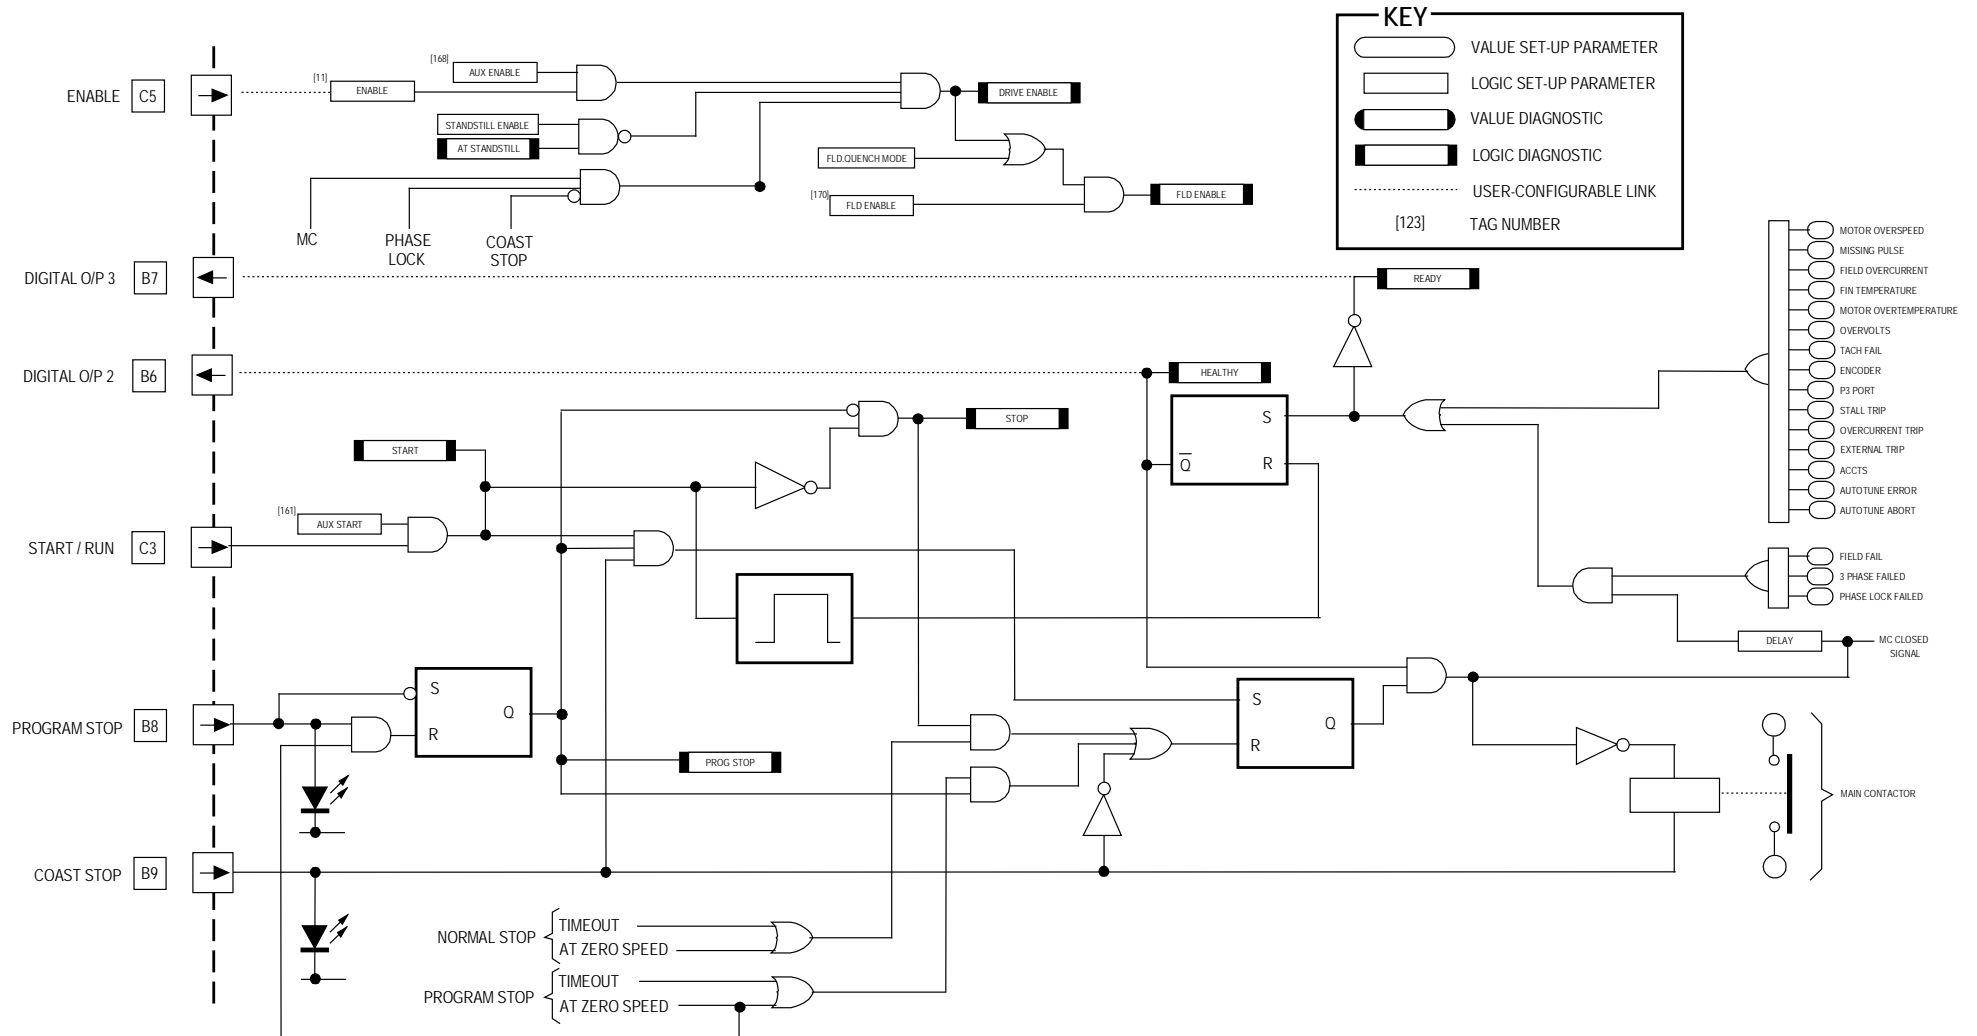 KEY
VALUE SET-UP PARAMETER
LOGIC SET-UP PARAMETER
VALUE DIAGNOSTIC
LOGIC DIAGNOSTIC
USER-CONFIGURABLE LINK
[123] TAG NUMBER
ENABLE C5
[11]
ENABLE
[168]
AUX ENABLE
STANDSTILL ENABLE
AT STANDSTILL
DRIVE ENABLE
FLD.QUENCH MODE
[170]
FLD ENABLE
FLD ENABLE
MC
PHASE
LOCK
COAST
STOP
DIGITAL O/P 3 B7
READY
DIGITAL O/P 2 B6
HEALTHY
STOP
START
S
Q̅ R
[161]
AUX START
START / RUN C3
MOTOR OVERSPEED
MISSING PULSE
FIELD OVERCURRENT
FIN TEMPERATURE
MOTOR OVERTEMPERATURE
OVERVOLTS
TACH FAIL
ENCODER
P3 PORT
STALL TRIP
OVERCURRENT TRIP
EXTERNAL TRIP
ACCTS
AUTOTUNE ERROR
AUTOTUNE ABORT
FIELD FAIL
3 PHASE FAILED
PHASE LOCK FAILED
DELAY
MC CLOSED
SIGNAL
PROGRAM STOP B8
S
Q
R
PROG STOP
S
Q
R
MAIN CONTACTOR
COAST STOP B9
NORMAL STOP
TIMEOUT
AT ZERO SPEED
PROGRAM STOP
TIMEOUT
AT ZERO SPEED